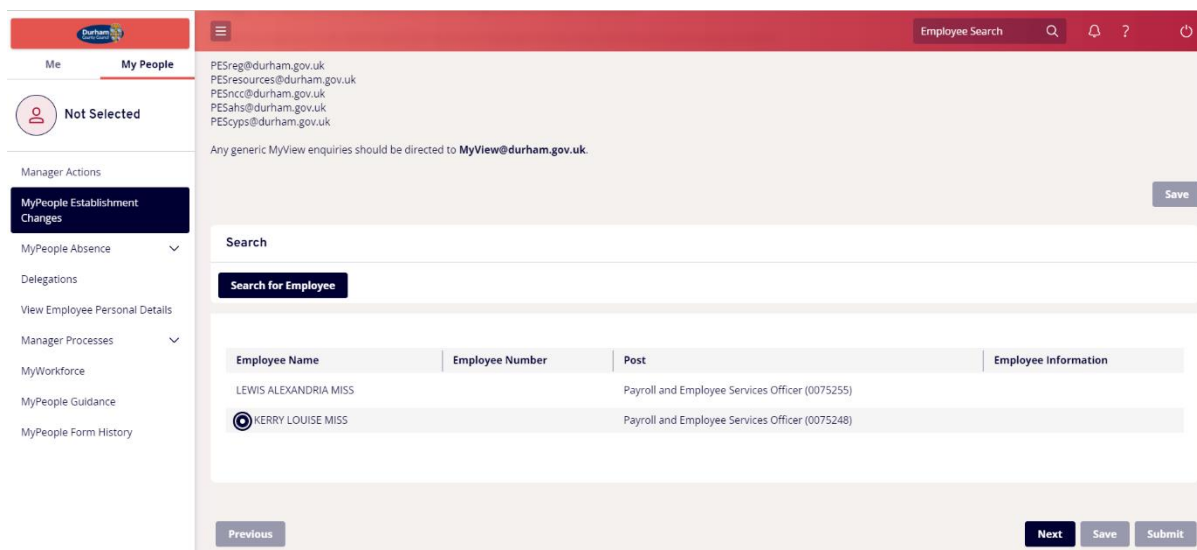 Durham
County Council
Employee Search
?
Me
My People
Not Selected
Manager Actions
MyPeople Establishment
Changes
MyPeople Absence
Delegations
View Employee Personal Details
Manager Processes
MyWorkforce
MyPeople Guidance
MyPeople Form History
PESreg@durham.gov.uk
PESresources@durham.gov.uk
PESncc@durham.gov.uk
PESahs@durham.gov.uk
PEScyps@durham.gov.uk
Any generic MyView enquiries should be directed to MyView@durham.gov.uk.
Save
Search
Search for Employee
Employee Name Employee Number Post Employee Information
LEWIS ALEXANDRIA MISS Payroll and Employee Services Officer (0075255)
KERRY LOUISE MISS Payroll and Employee Services Officer (0075248)
Previous Next Save Submit